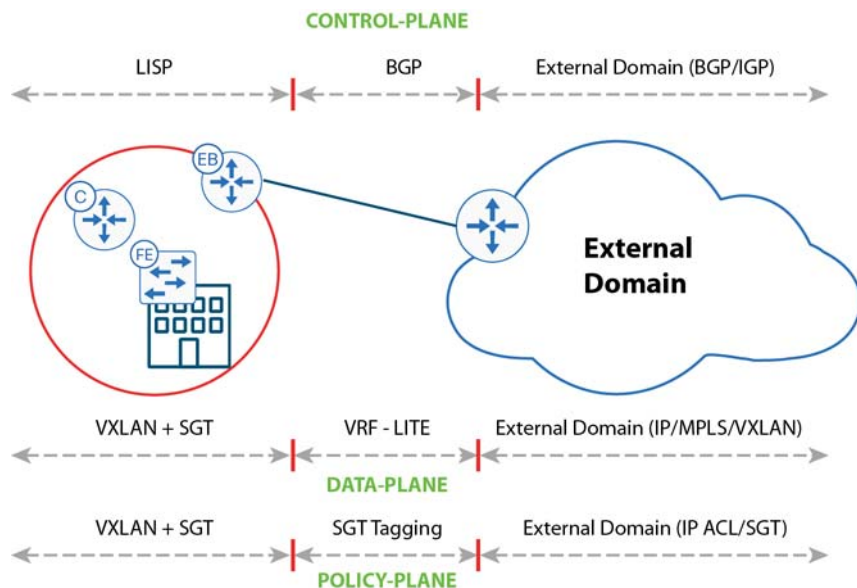 CONTROL-PLANE
LISP
BGP
External Domain (BGP/IGP)
EB
C
FE
External
Domain
VXLAN + SGT
VRF - LITE
External Domain (IP/MPLS/VXLAN)
DATA-PLANE
VXLAN + SGT
SGT Tagging
External Domain (IP ACL/SGT)
POLICY-PLANE